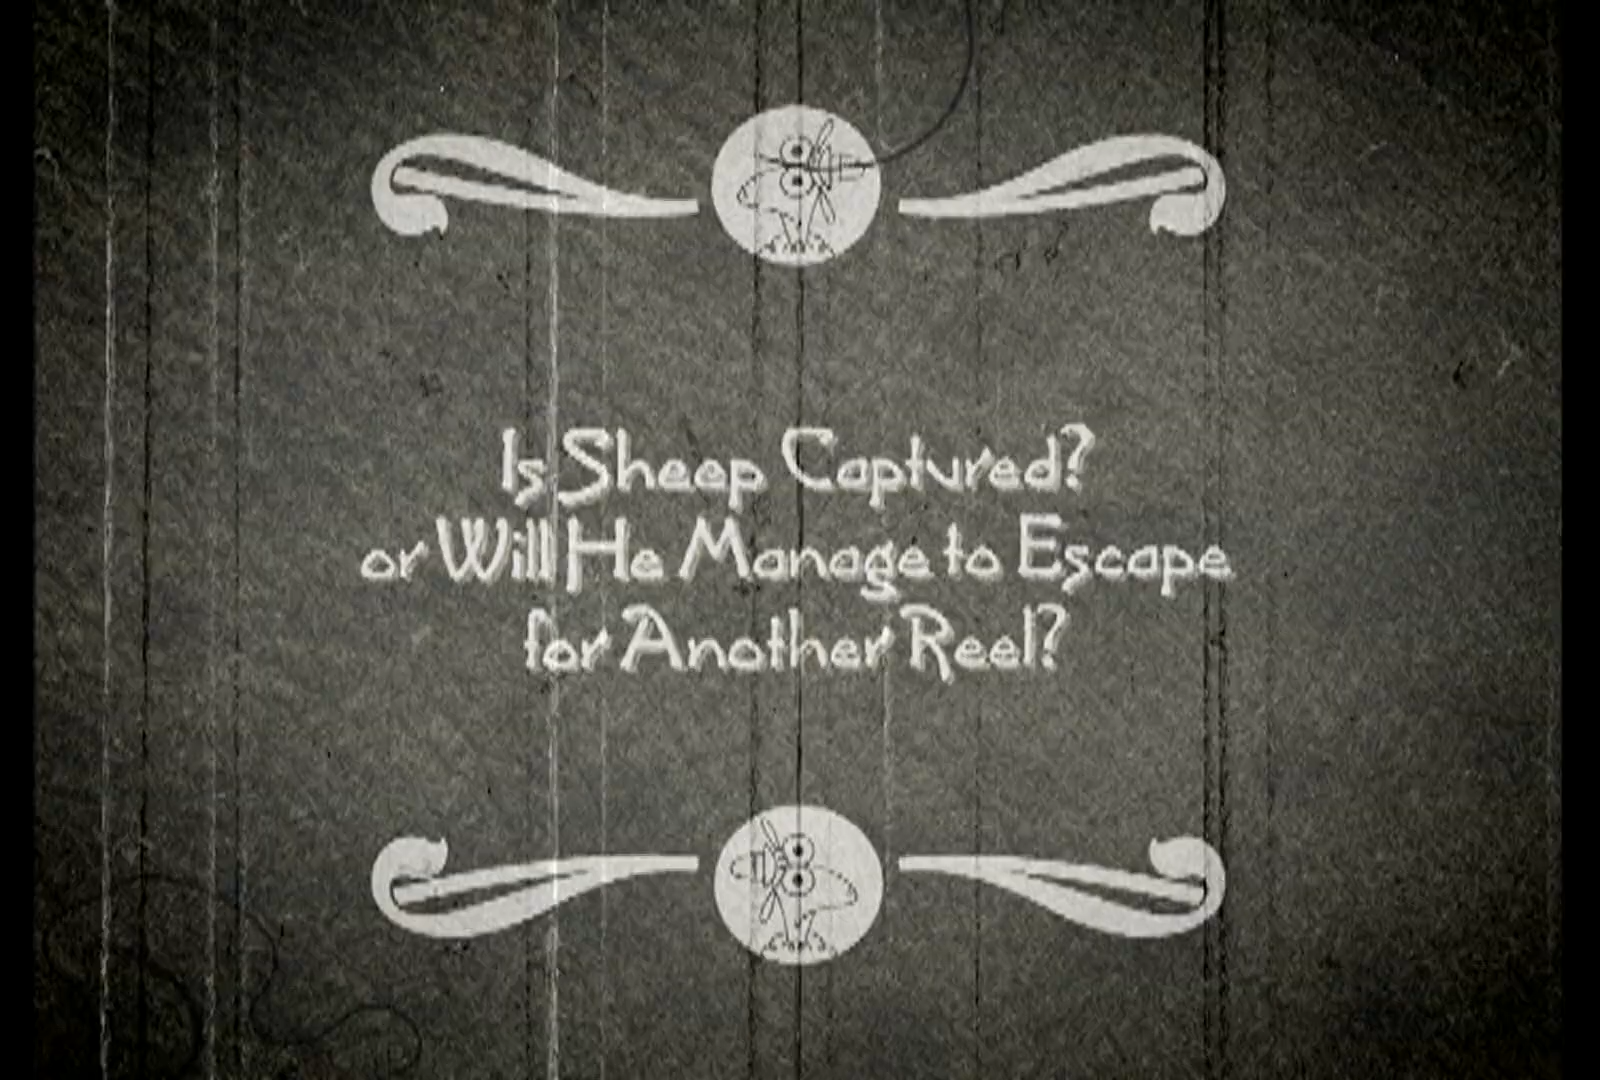 Is Sheep Captured?
or Will He Manage to Escape
for Another Reel?